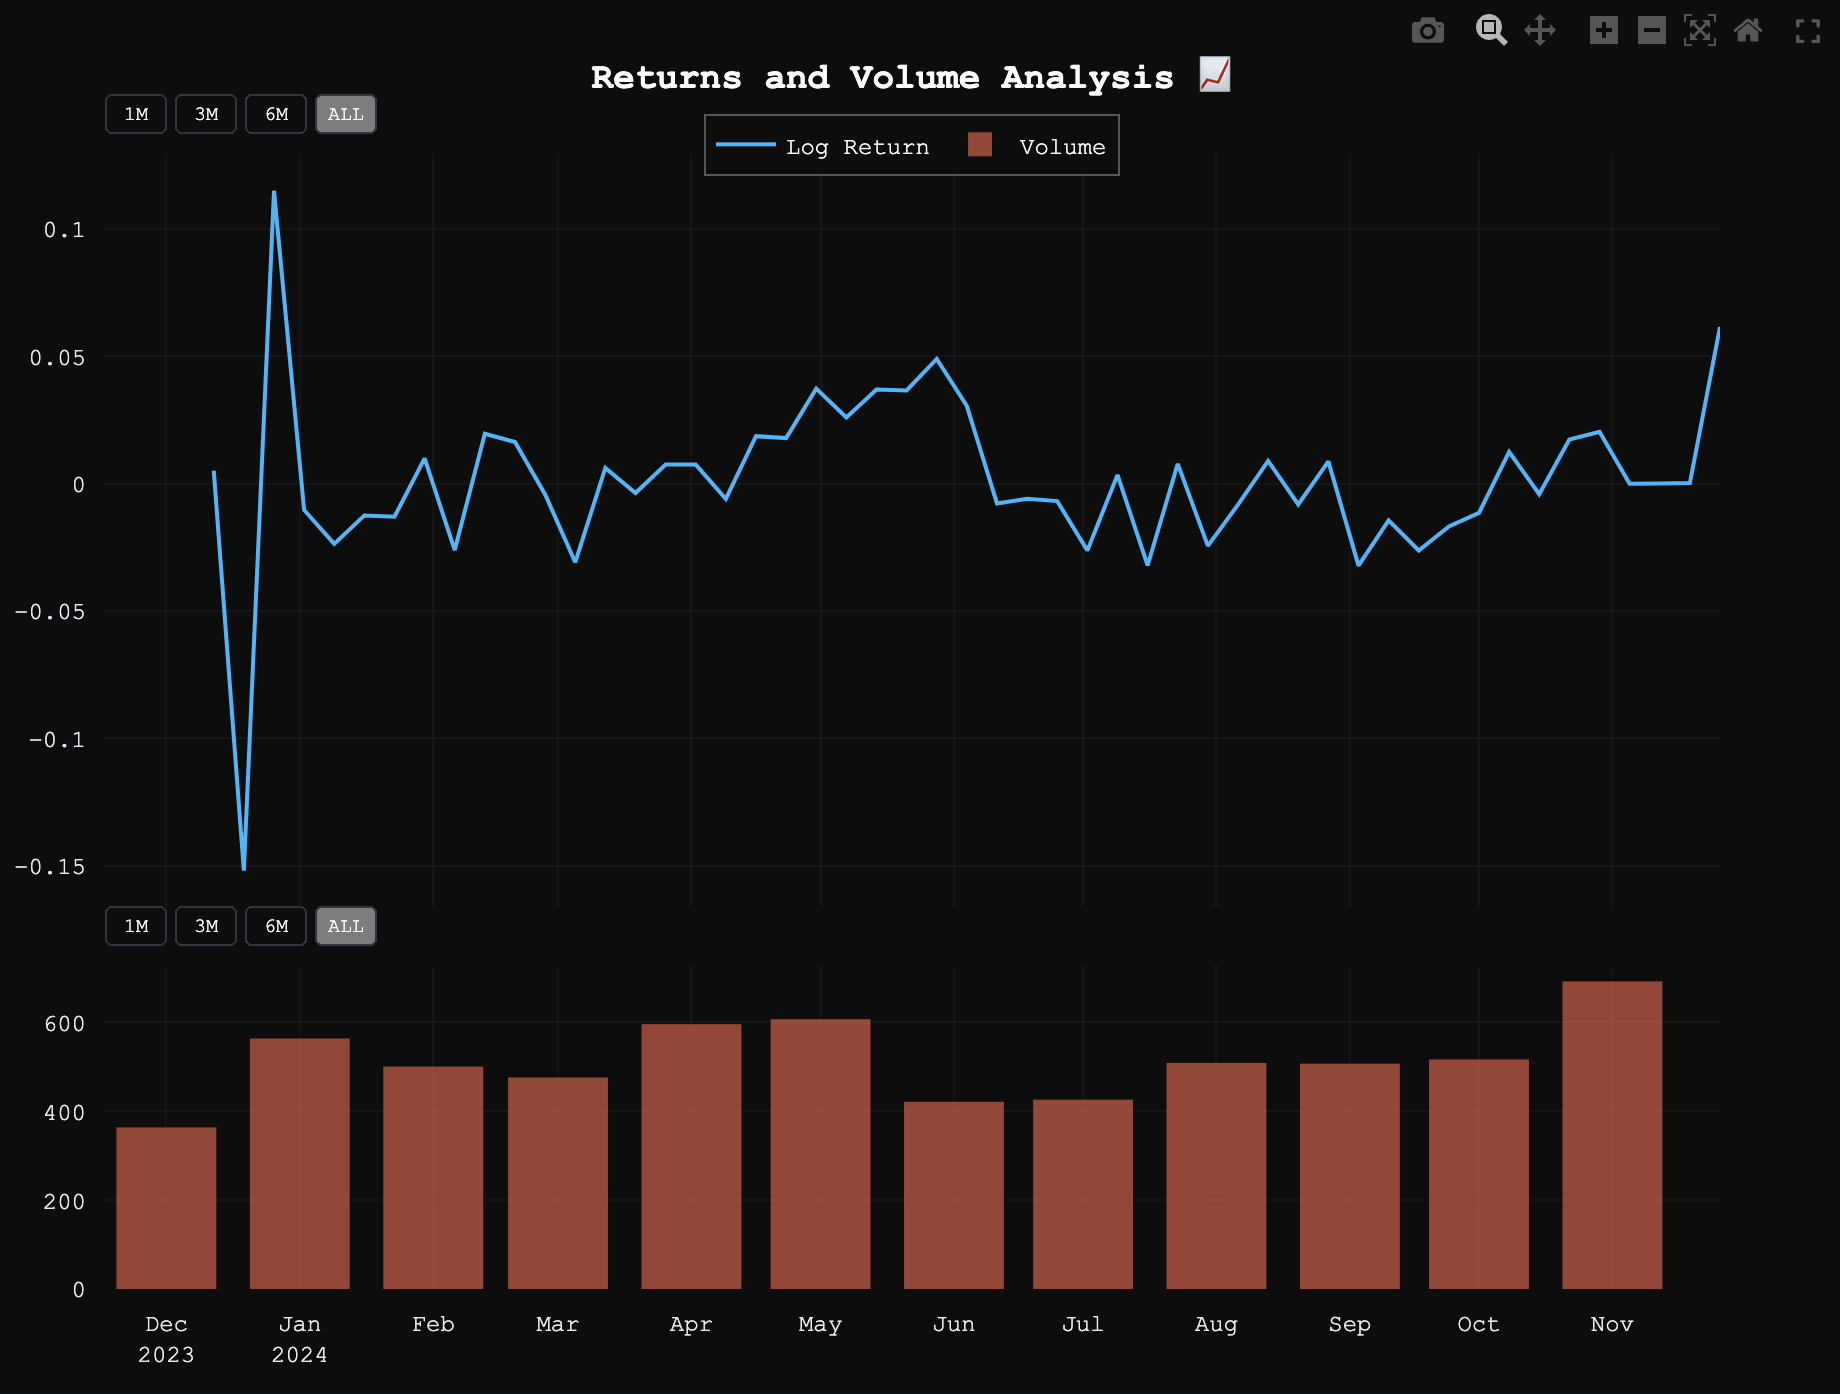 Returns and Volume Analysis 📈
1M 3M 6M ALL
Log Return Volume
0.1
0.05
0
−0.05
−0.1
−0.15
1M 3M 6M ALL
600
400
200
0
Dec Jan Feb Mar Apr May Jun Jul Aug Sep Oct Nov
2023 2024